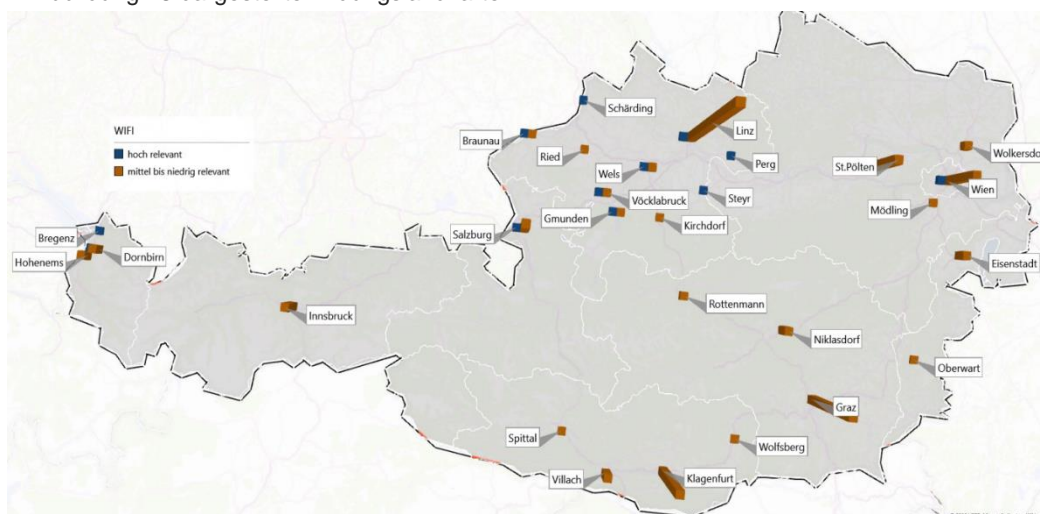 WIFI
hoch relevant
mittel bis niedrig relevant
Schärding
Braunau
Ried
Linz
Wels
Perg
Vöcklabruck
Steyr
Gmunden
Kirchdorf
Salzburg
St.Pölten
Wolkersdo
Wien
Mödling
Eisenstadt
Bregenz
Hohenems
Dornbirn
Innsbruck
Rottenmann
Niklasdorf
Oberwart
Graz
Spittal
Wolfsberg
Villach
Klagenfurt